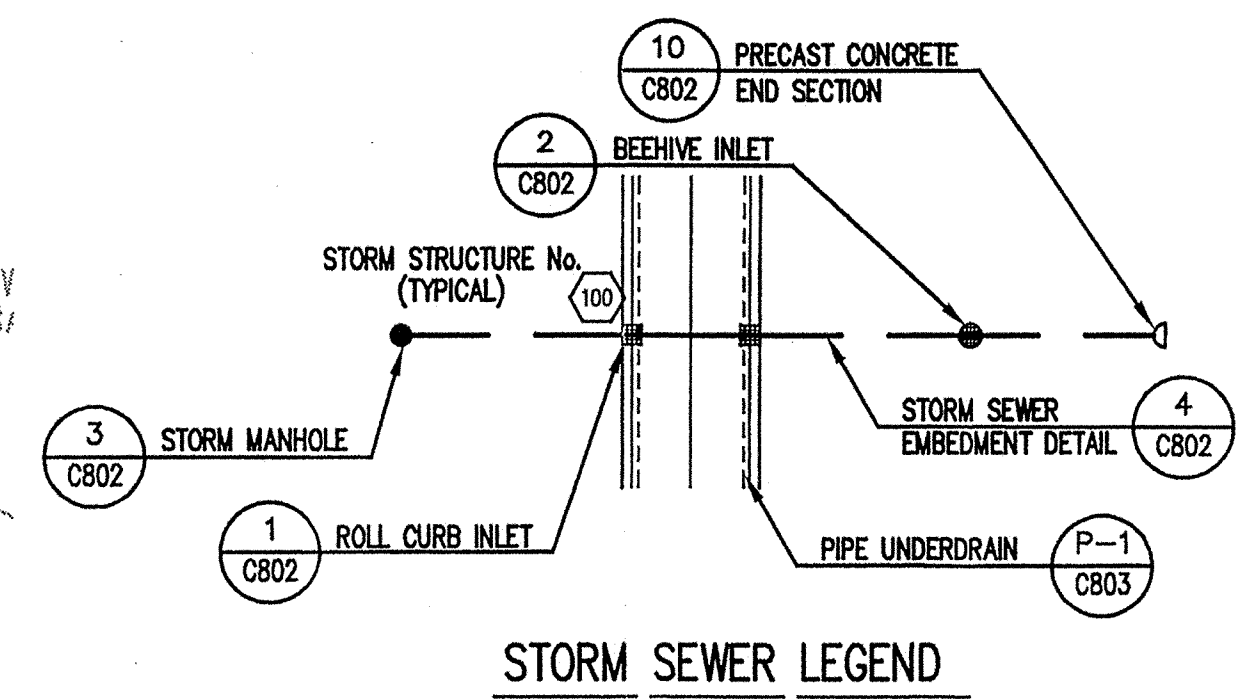 10
C802
PRECAST CONCRETE
END SECTION
2
C802
BEEHIVE INLET
STORM STRUCTURE No.
(TYPICAL)
100
3
C802
STORM MANHOLE
STORM SEWER
EMBEDMENT DETAIL
4
C802
1
C802
ROLL CURB INLET
PIPE UNDERDRAIN
P-1
C803
STORM SEWER LEGEND